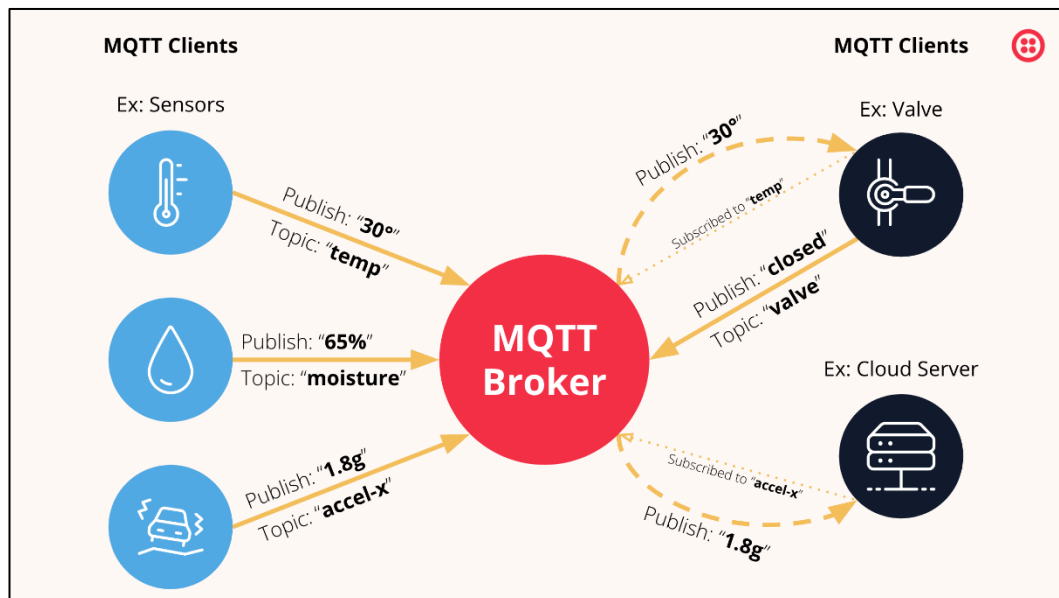 MQTT Clients
MQTT Clients
Ex: Sensors
Ex: Valve
Publish: “30°”
Topic: “temp”
Publish: “30°”
Subscribed to “temp”
Publish: “closed”
Topic: “valve”
Publish: “65%”
Topic: “moisture”
MQTT
Broker
Ex: Cloud Server
Publish: “1.8g”
Topic: “accel-x”
Subscribed to “accel-x”
Publish: “1.8g”